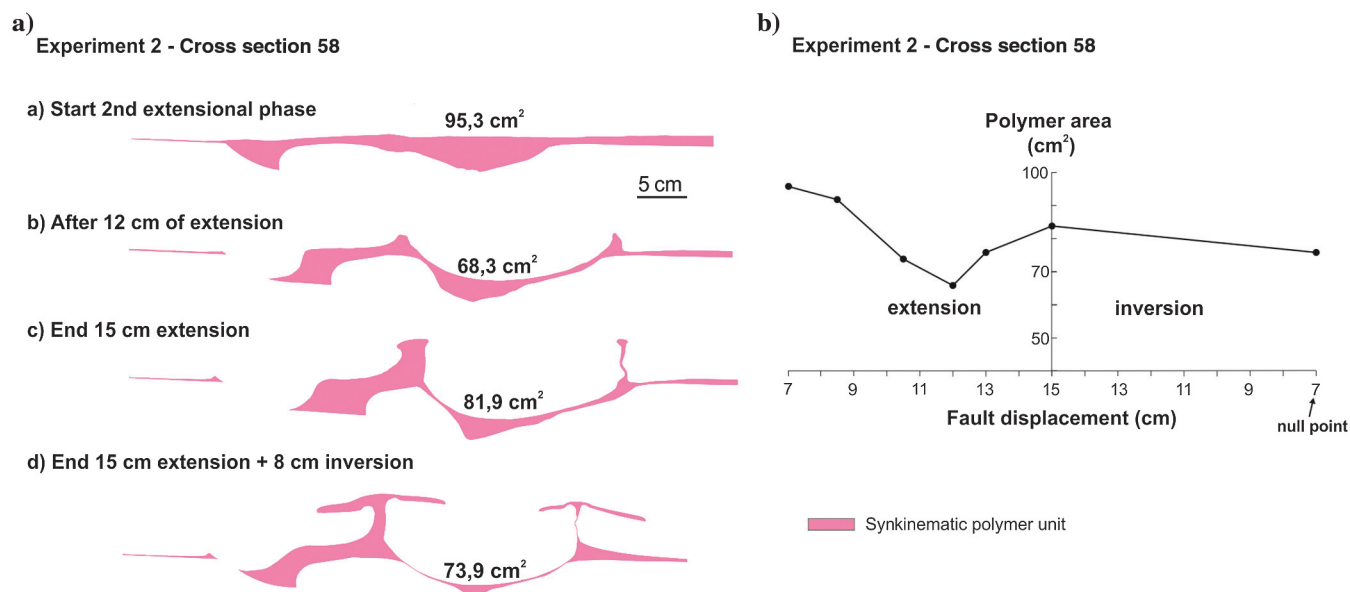 a)
Experiment 2 - Cross section 58
a) Start 2nd extensional phase
95,3 cm²
5 cm
b) After 12 cm of extension
68,3 cm²
c) End 15 cm extension
81,9 cm²
d) End 15 cm extension + 8 cm inversion
73,9 cm²
b)
Experiment 2 - Cross section 58
Polymer area
(cm²)
100
70
50
extension
inversion
7 9 11 13 15 13 11 9 7
Fault displacement (cm)
null point
Synkinematic polymer unit